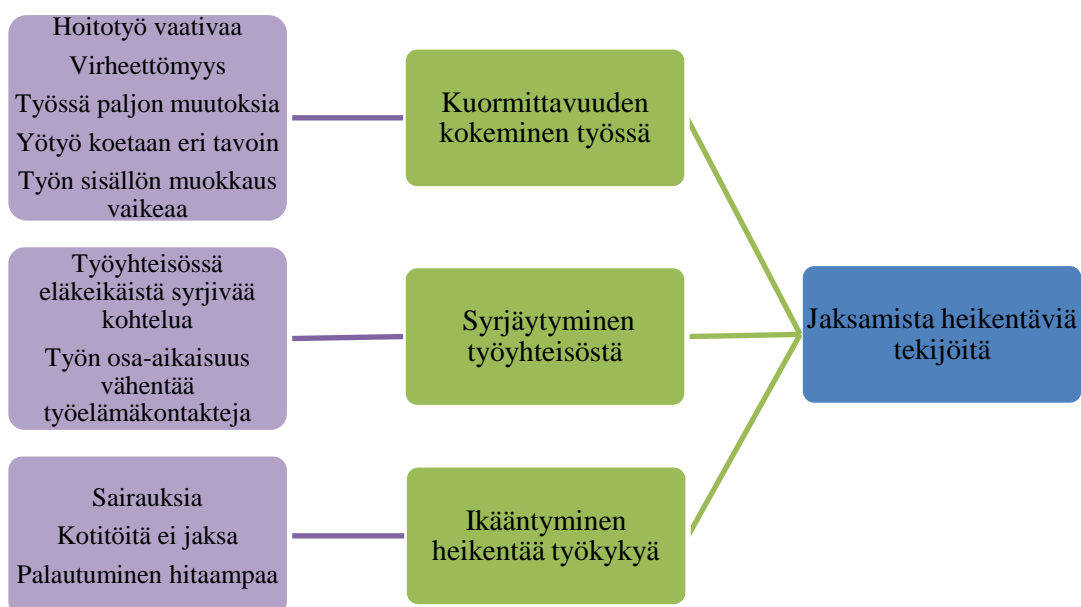 Hoitotyö vaativaa
Virheettömyys
Työssä paljon muutoksia
Yötyö koetaan eri tavoin
Työn sisällön muokkaus
vaikeaa
Kuormittavuuden
kokeminen työssä
Työyhteisössä
eläkeikäistä syrjivää
kohtelua
Työn osa-aikaisuus
vähentää
työelämäkontakteja
Syrjäytyminen
työyhteisöstä
Sairauksia
Kotitöitä ei jaksa
Palautuminen hitaampaa
Ikääntyminen
heikentää työkykyä
Jaksamista heikentäviä
tekijöitä